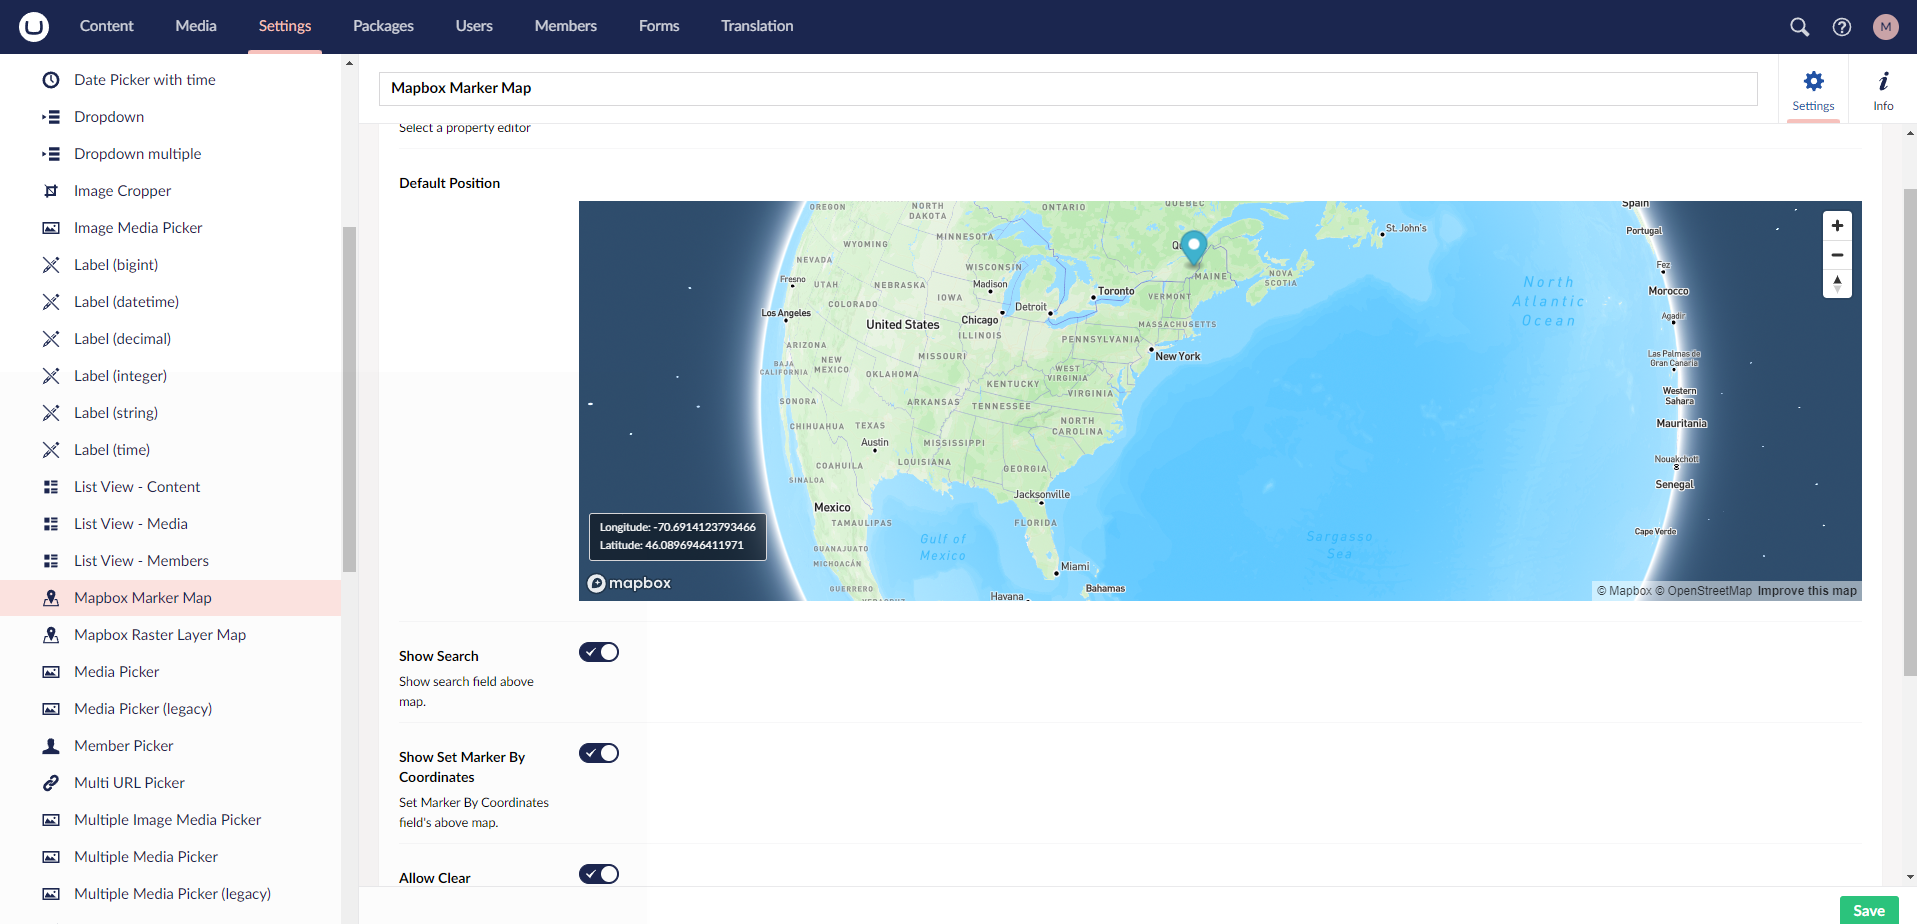 Content Media Settings Packages Users Members Forms Translation
M
Date Picker with time
Dropdown
Dropdown multiple
Image Cropper
Image Media Picker
Label (bigint)
Label (datetime)
Label (decimal)
Label (integer)
Label (string)
Label (time)
List View - Content
List View - Media
List View - Members
Mapbox Marker Map
Mapbox Raster Layer Map
Media Picker
Media Picker (legacy)
Member Picker
Multi URL Picker
Multiple Image Media Picker
Multiple Media Picker
Multiple Media Picker (legacy)
Mapbox Marker Map
Settings
Info
Select a property editor
Default Position
OREGON
NORTH
DAKOTA
ONTARIO
QUEBEC
Spain
WYOMING
MINNESOTA
St. John's
Portugal
NEVADA
WISCONSIN
Fez
Fresno
UTAH
NEBRASKA
Madison
MAINE
NOVA
SCOTIA
North
Atlantic
Ocean
Morocco
COLORADO
IOWA
Detroit
Toronto
VERMONT
Los Angeles
United States
Chicago
ILLINOIS
MASSACHUSETTS
Agadir
ARIZONA
NEW
MEXICO
MISSOURI
PENNSYLVANIA
New York
Las Palmas de
Gran Canaria
BAJA
CALIFORNIA
OKLAHOMA
KENTUCKY
WEST
VIRGINIA
VIRGINIA
Western
Sahara
SONORA
ARKANSAS
TENNESSEE
NORTH
CAROLINA
Mauritania
CHIHUAHUA
TEXAS
Austin
MISSISSIPPI
COAHUILA
LOUISIANA
GEORGIA
Nouakchott
SINALOA
Senegal
Jacksonville
Mexico
TAMAULIPAS
FLORIDA
Cape Verde
Longitude: -70.6914123793466
Latitude: 46.0896946411971
GUANAJUATO
MICHOACÁN
Gulf of
Mexico
Sargasso
Sea
Miami
mapbox
GUERRERO
Havana
Bahamas
© Mapbox © OpenStreetMap Improve this map
Show Search
Show search field above
map.
Show Set Marker By
Coordinates
Set Marker By Coordinates
field's above map.
Allow Clear
Save